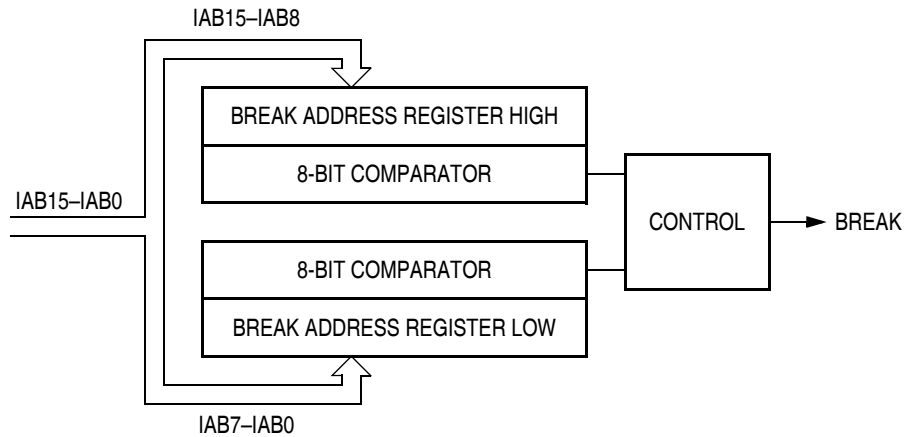 IAB15–IAB8
BREAK ADDRESS REGISTER HIGH
8-BIT COMPARATOR
IAB15–IAB0
CONTROL
BREAK
8-BIT COMPARATOR
BREAK ADDRESS REGISTER LOW
IAB7–IAB0